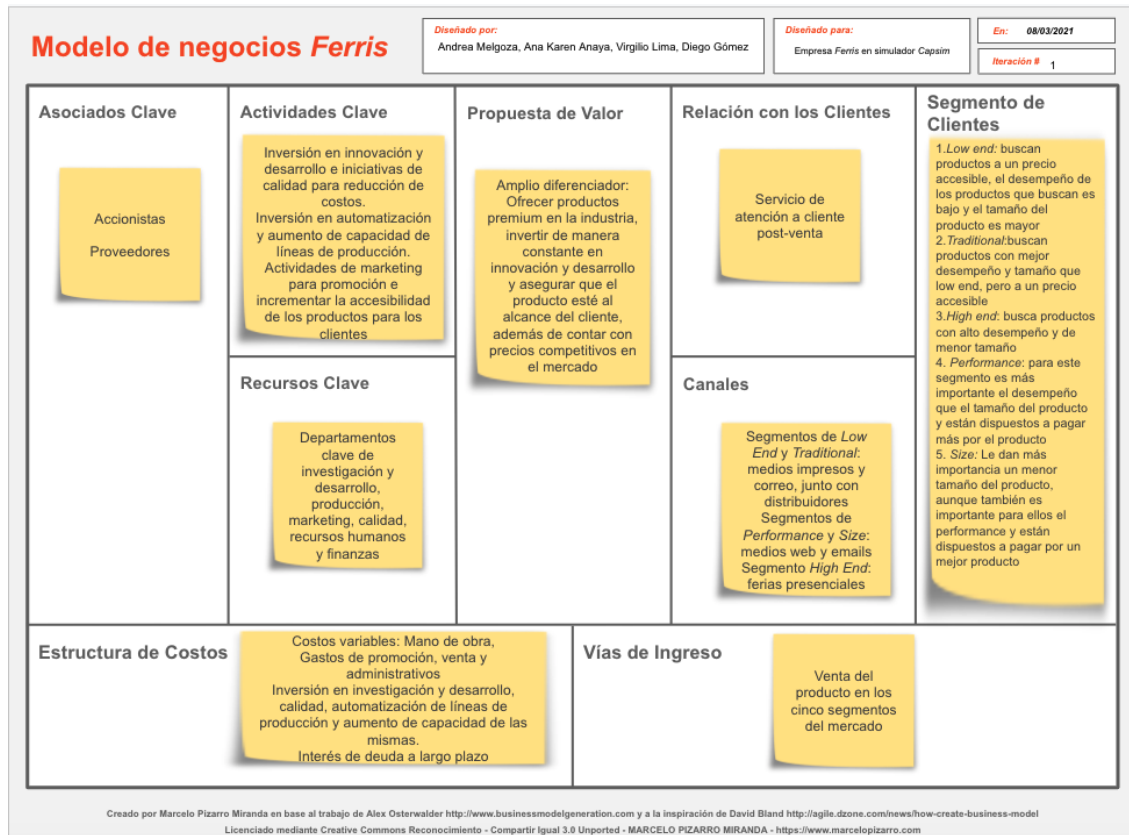 Modelo de negocios Ferris
Diseñado por:
Andrea Melgoza, Ana Karen Anaya, Virgilio Lima, Diego Gómez
Diseñado para:
Empresa Ferris en simulador Capsim
En: 08/03/2021
Iteración # 1
Asociados Clave
Accionistas
Proveedores
Actividades Clave
Inversión en innovación y
desarrollo e iniciativas de
calidad para reducción de
costos.
Inversión en automatización
y aumento de capacidad de
líneas de producción.
Actividades de marketing
para promoción e
incrementar la accesibilidad
de los productos para los
clientes
Recursos Clave
Departamentos
clave de
investigación y
desarrollo,
producción,
marketing, calidad,
recursos humanos
y finanzas
Propuesta de Valor
Amplio diferenciador:
Ofrecer productos
premium en la industria,
invertir de manera
constante en
innovación y desarrollo
y asegurar que el
producto esté al
alcance del cliente,
además de contar con
precios competitivos en
el mercado
Relación con los Clientes
Servicio de
atención a cliente
post-venta
Canales
Segmentos de Low
End y Traditional:
medios impresos y
correo, junto con
distribuidores
Segmentos de
Performance y Size:
medios web y emails
Segmento High End:
ferias presenciales
Segmento de
Clientes
1.Low end: buscan
productos a un precio
accesible, el desempeño de
los productos que buscan es
bajo y el tamaño del
producto es mayor
2.Traditional:buscan
productos con mejor
desempeño y tamaño que
low end, pero a un precio
accesible
3.High end: busca productos
con alto desempeño y de
menor tamaño
4. Performance: para este
segmento es más
importante el desempeño
que el tamaño del producto
y están dispuestos a pagar
más por el producto
5. Size: Le dan más
importancia un menor
tamaño del producto,
aunque también es
importante para ellos el
performance y están
dispuestos a pagar por un
mejor producto
Estructura de Costos
Costos variables: Mano de obra,
Gastos de promoción, venta y
administrativos
Inversión en investigación y desarrollo,
calidad, automatización de líneas de
producción y aumento de capacidad de las
mismas.
Interés de deuda a largo plazo
Vías de Ingreso
Venta del
producto en los
cinco segmentos
del mercado
Creado por Marcelo Pizarro Miranda en base al trabajo de Alex Osterwalder http://www.businessmodelgeneration.com y a la inspiración de David Bland http://agile.dzone.com/news/how-create-business-model
Licenciado mediante Creative Commons Reconocimiento - Compartir Igual 3.0 Unported - MARCELO PIZARRO MIRANDA - https://www.marcelopizarro.com